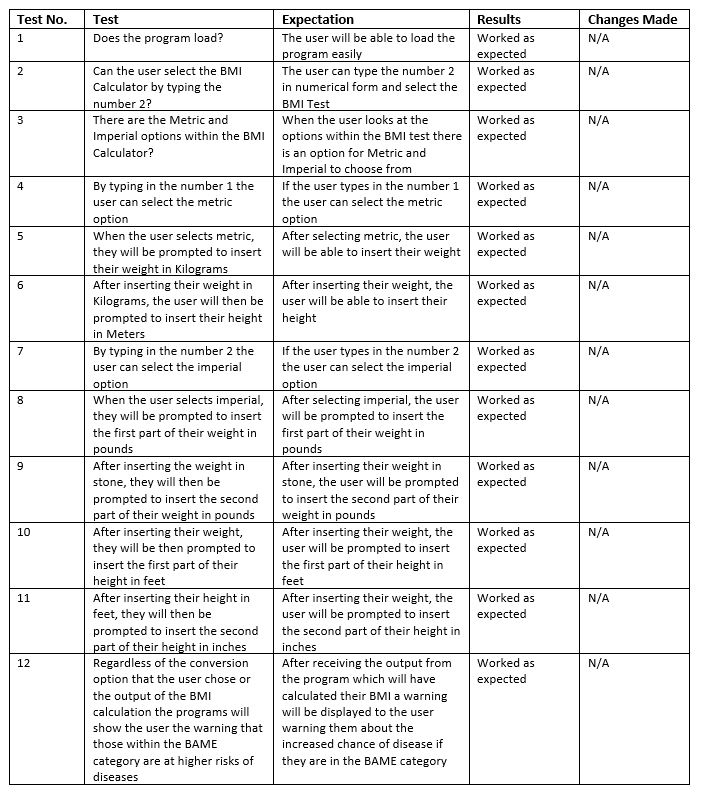 Test No. Test Expectation Results Changes Made
1 Does the program load? The user will be able to load the Worked as N/A
program easily expected
2 Can the user select the BMI The user can type the number 2 Worked as N/A
Calculator by typing the in numerical form and select the expected
number 2? BMI Test
3 There are the Metric and When the user looks at the Worked as N/A
Imperial options within the BMI options within the BMI test there expected
Calculator? is an option for Metric and
Imperial to choose from
4 By typing in the number 1 the If the user types in the number 1 Worked as N/A
user can select the metric the user can select the metric expected
option option
5 When the user selects metric, After selecting metric, the user Worked as N/A
they will be prompted to insert will be able to insert their weight expected
their weight in Kilograms
6 After inserting their weight in After inserting their weight, the Worked as N/A
Kilograms, the user will then be user will be able to insert their expected
prompted to insert their height height
in Meters
7 By typing in the number 2 the If the user types in the number 2 Worked as N/A
user can select the imperial the user can select the imperial expected
option option
8 When the user selects imperial, After selecting imperial, the user Worked as N/A
they will be prompted to insert will be prompted to insert the expected
the first part of their weight in first part of their weight in
pounds pounds
9 After inserting the weight in After inserting their weight in Worked as N/A
stone, they will then be stone, the user will be prompted expected
prompted to insert the second to insert the second part of their
part of their weight in pounds weight in pounds
10 After inserting their weight, After inserting their weight, the Worked as N/A
they will be then prompted to user will be prompted to insert expected
insert the first part of their the first part of their height in
height in feet feet
11 After inserting their height in After inserting their weight, the Worked as N/A
feet, they will then be user will be prompted to insert expected
prompted to insert the second the second part of their height in
part of their height in inches inches
12 Regardless of the conversion After receiving the output from Worked as N/A
option that the user chose or the program which will have expected
the output of the BMI calculated their BMI a warning
calculation the programs will will be displayed to the user
show the user the warning that warning them about the
those within the BAME increased chance of disease if
category are at higher risks of they are in the BAME category
diseases